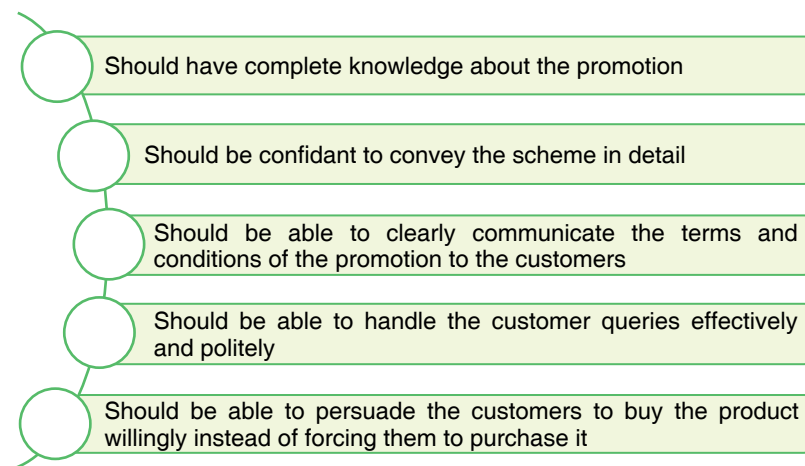 Should have complete knowledge about the promotion
Should be confidant to convey the scheme in detail
Should be able to clearly communicate the terms and
conditions of the promotion to the customers
Should be able to handle the customer queries effectively
and politely
Should be able to persuade the customers to buy the product
willingly instead of forcing them to purchase it